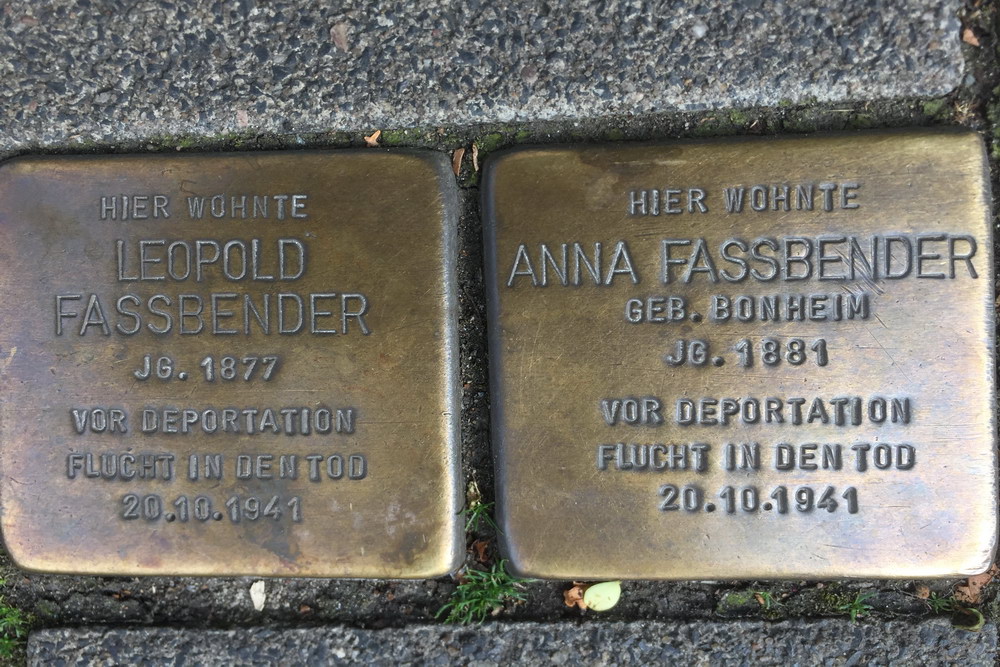 HIER WOHNTE
LEOPOLD
FASSBENDER
JG. 1877
VOR DEPORTATION
FLUCHT IN DEN TOD
20.10.1941
HIER WOHNTE
ANNA FASSBENDER
GEB. BONHEIM
JG. 1881
VOR DEPORTATION
FLUCHT IN DEN TOD
20.10.1941